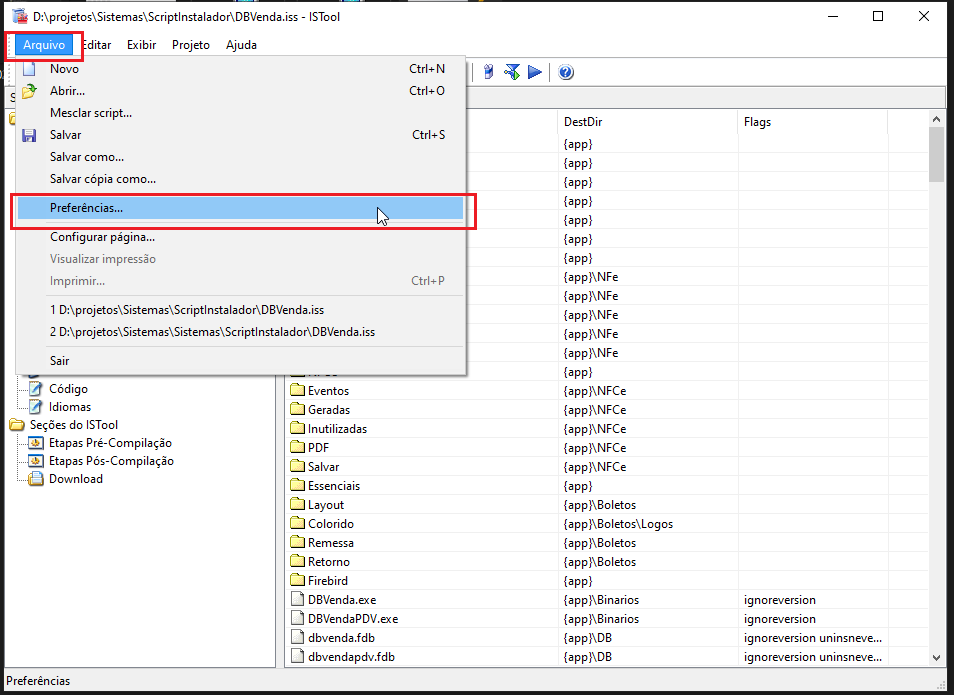 D:\projetos\Sistemas\ScriptInstalador\DBVenda.iss - ISTool
Arquivo Editar Exibir Projeto Ajuda
Novo Ctrl+N
Abrir... Ctrl+O
Mesclar script...
Salvar Ctrl+S
Salvar como...
Salvar cópia como...
Preferências...
Configurar página...
Visualizar impressão
Imprimir... Ctrl+P
1 D:\projetos\Sistemas\ScriptInstalador\DBVenda.iss
2 D:\projetos\Sistemas\Sistemas\ScriptInstalador\DBVenda.iss
Sair
Código
Idiomas
Seções do ISTool
Etapas Pré-Compilação
Etapas Pós-Compilação
Download
DestDir Flags
{app}
{app}
{app}
{app}
{app}
{app}
{app}
{app}\NFe
{app}\NFe
{app}\NFe
{app}\NFe
{app}\NFe
{app}
Eventos {app}\NFCe
Geradas {app}\NFCe
Inutilizadas {app}\NFCe
PDF {app}\NFCe
Salvar {app}\NFCe
Essenciais {app}
Layout {app}\Boletos
Colorido {app}\Boletos\Logos
Remessa {app}\Boletos
Retorno {app}\Boletos
Firebird {app}
DBVenda.exe {app}\Binarios ignoreversion
DBVendaPDV.exe {app}\Binarios ignoreversion
dbvenda.fdb {app}\DB ignoreversion uninsneve...
dbvendapdv.fdb {app}\DB ignoreversion uninsneve...
Preferências